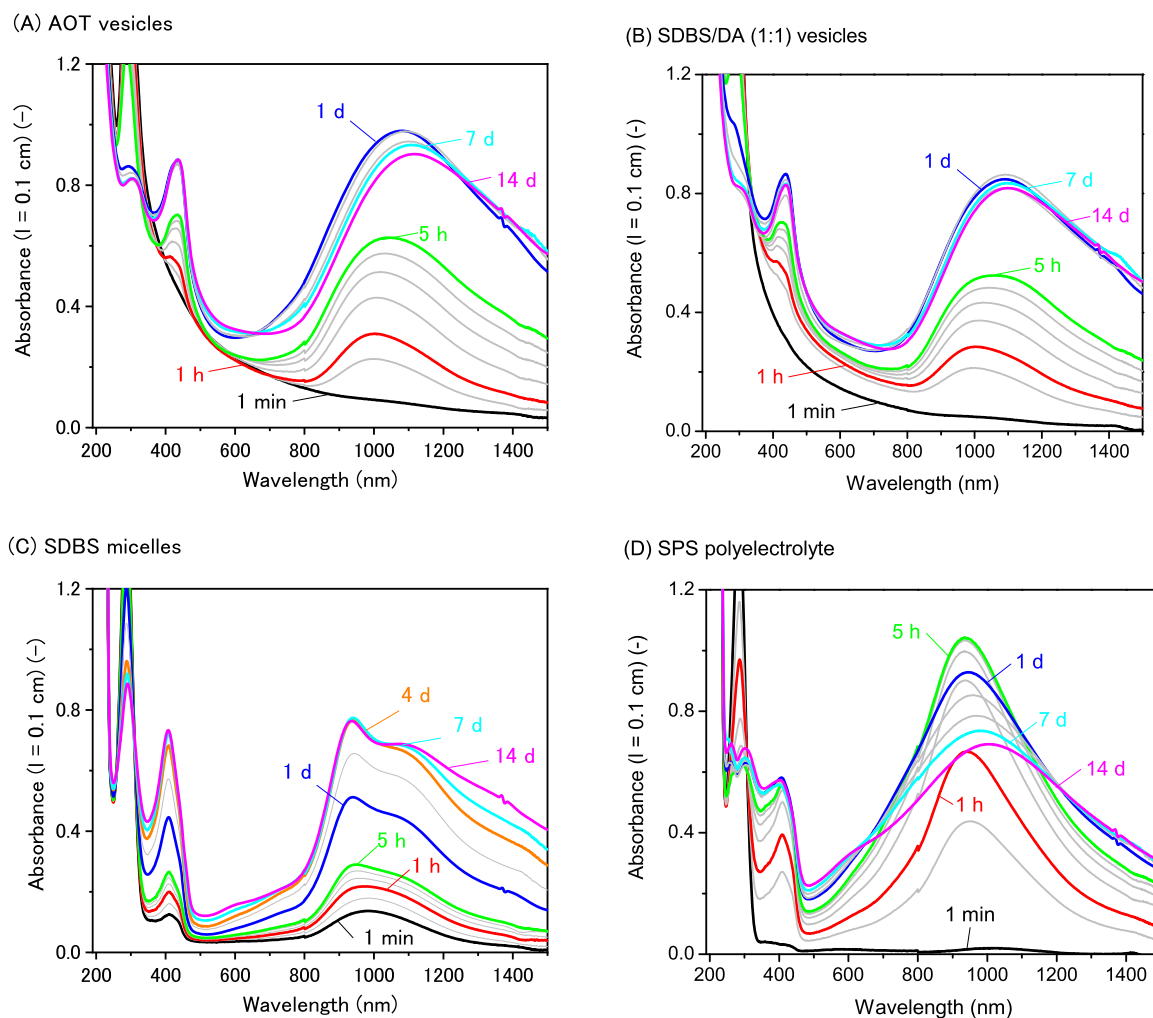 (A) AOT vesicles
1.2
0.8
0.4
0.0
Absorbance (l = 0.1 cm) (−)
200 400 600 800 1000 1200 1400
Wavelength (nm)
1 d
7 d
14 d
5 h
1 h
1 min
(B) SDBS/DA (1:1) vesicles
1.2
0.8
0.4
0.0
Absorbance (l = 0.1 cm) (-)
200 400 600 800 1000 1200 1400
Wavelength (nm)
1 d
7 d
14 d
5 h
1 h
1 min
(C) SDBS micelles
1.2
0.8
0.4
0.0
Absorbance (l = 0.1 cm) (−)
200 400 600 800 1000 1200 1400
Wavelength (nm)
4 d
7 d
14 d
1 d
5 h
1 h
1 min
(D) SPS polyelectrolyte
1.2
0.8
0.4
0.0
Absorbance (l = 0.1 cm) (-)
200 400 600 800 1000 1200 1400
Wavelength (nm)
5 h
1 d
7 d
14 d
1 h
1 min